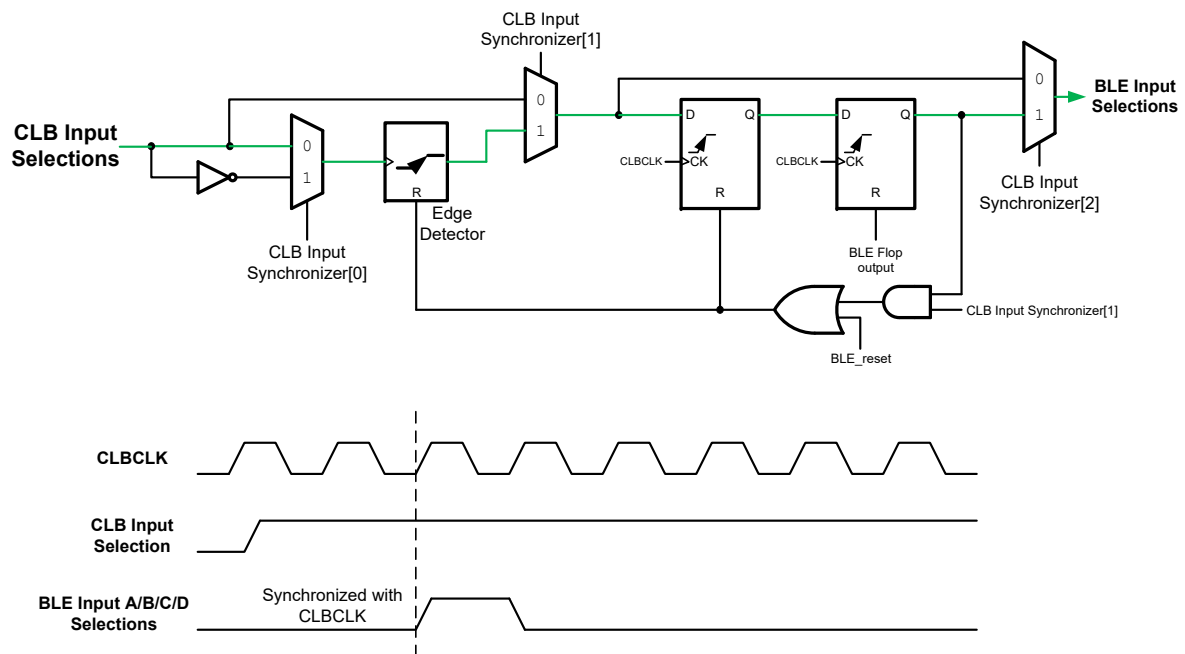 CLB Input
Synchronizer[1]
CLB Input
Selections
0
1
CLB Input
Synchronizer[0]
R
Edge
Detector
0
1
D
Q
CLBCLK
CK
R
D
Q
CLBCLK
CK
R
BLE Flop
output
0
1
BLE Input
Selections
CLB Input
Synchronizer[2]
CLB Input Synchronizer[1]
BLE_reset
CLBCLK
CLB Input
Selection
BLE Input A/B/C/D
Selections
Synchronized with
CLBCLK